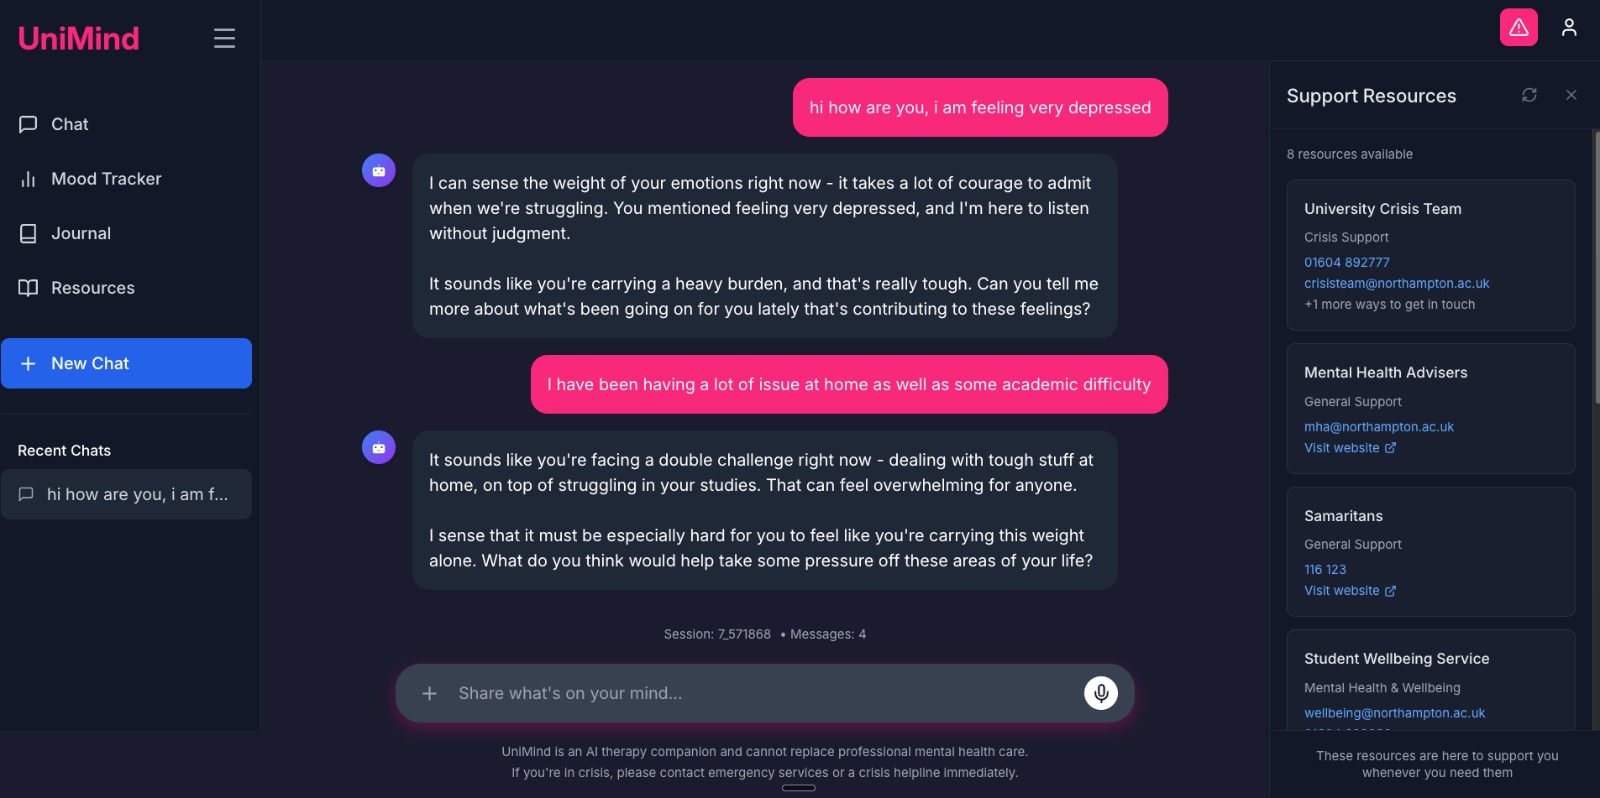 UniMind
Chat
Mood Tracker
Journal
Resources
New Chat
Recent Chats
hi how are you, i am f...
hi how are you, i am feeling very depressed
I can sense the weight of your emotions right now - it takes a lot of courage to admit
when we're struggling. You mentioned feeling very depressed, and I'm here to listen
without judgment.
It sounds like you're carrying a heavy burden, and that's really tough. Can you tell me
more about what's been going on for you lately that's contributing to these feelings?
I have been having a lot of issue at home as well as some academic difficulty
It sounds like you're facing a double challenge right now - dealing with tough stuff at
home, on top of struggling in your studies. That can feel overwhelming for anyone.
I sense that it must be especially hard for you to feel like you're carrying this weight
alone. What do you think would help take some pressure off these areas of your life?
Session: 7_571868 • Messages: 4
Share what's on your mind...
UniMind is an AI therapy companion and cannot replace professional mental health care.
If you're in crisis, please contact emergency services or a crisis helpline immediately.
Support Resources
8 resources available
University Crisis Team
Crisis Support
01604 892777
crisisteam@northampton.ac.uk
+1 more ways to get in touch
Mental Health Advisers
General Support
mha@northampton.ac.uk
Visit website
Samaritans
General Support
116 123
Visit website
Student Wellbeing Service
Mental Health & Wellbeing
wellbeing@northampton.ac.uk
These resources are here to support you
whenever you need them